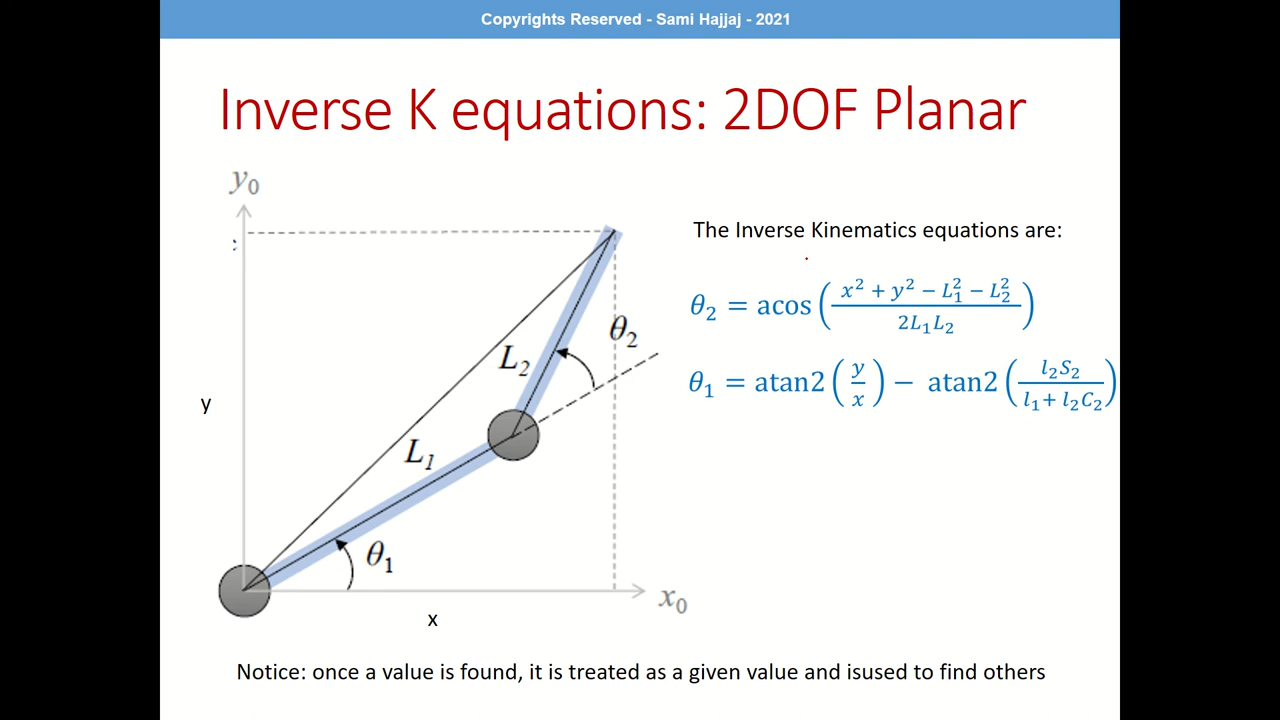 Copyrights Reserved - Sami Hajjaj - 2021
Inverse K equations: 2DOF Planar
y₀
The Inverse Kinematics equations are:
θ₂ = acos( (x² + y² − L₁² − L₂²) / (2L₁L₂) )
θ₂
L₂
θ₁ = atan2(y/x) − atan2( (l₂S₂) / (l₁+ l₂C₂) )
y
L₁
θ₁
x₀
x
Notice: once a value is found, it is treated as a given value and isused to find others